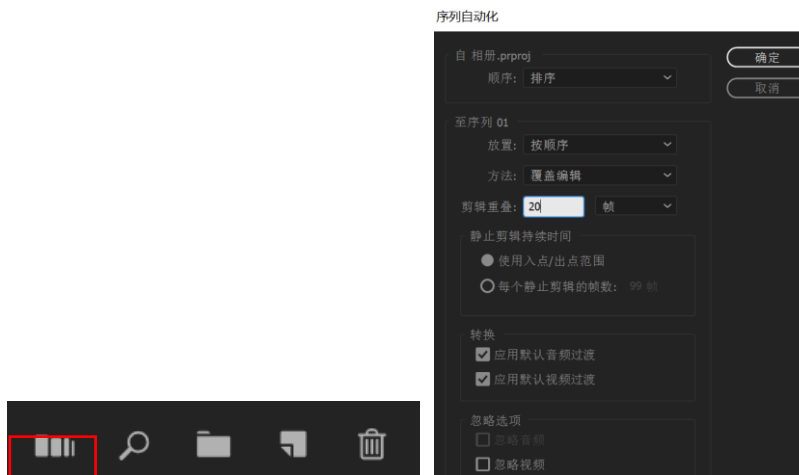 序列自动化
自 相册.prproj
确定
顺序: 排序
取消
至序列 01
放置: 按顺序
方法: 覆盖编辑
剪辑重叠: 20 帧
静止剪辑持续时间
使用入点/出点范围
每个静止剪辑的帧数: 99 帧
转换
应用默认音频过渡
应用默认视频过渡
忽略选项
忽略音频
忽略视频